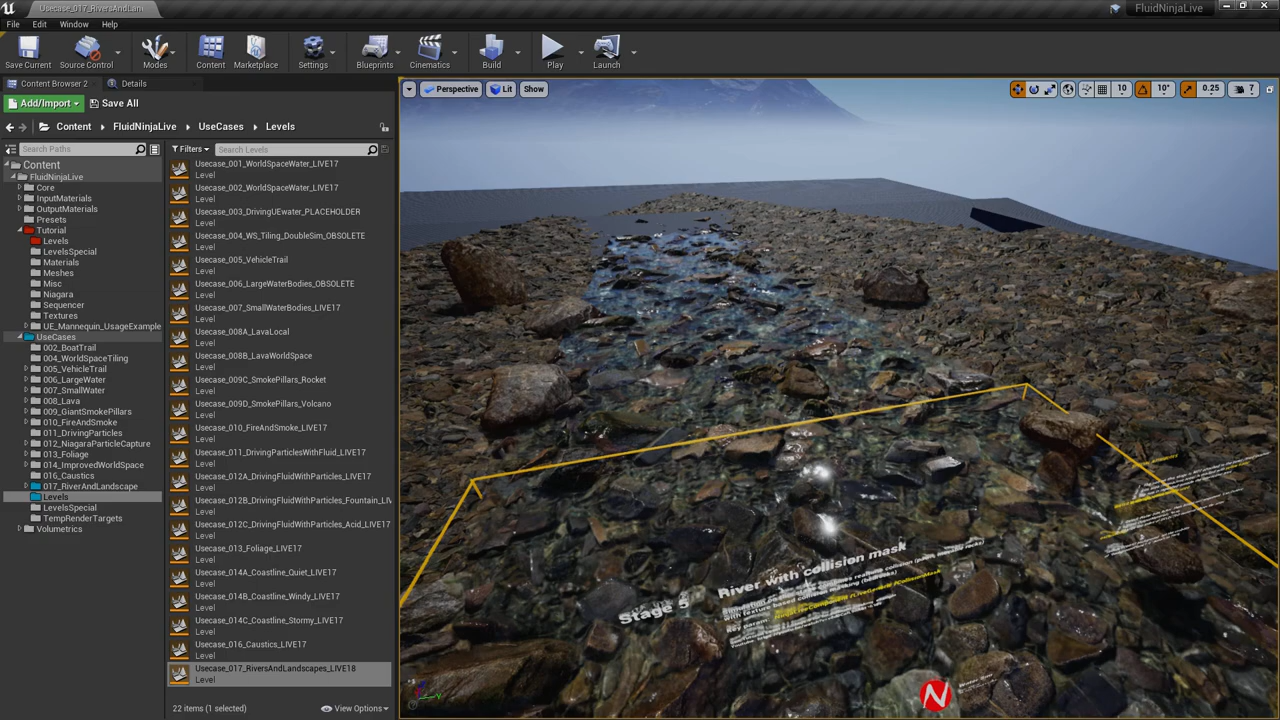 Usecase_017_RiversAndLan
FluidNinjaLive
File Edit Window Help
Save Current Source Control Modes Content Marketplace Settings Blueprints Cinematics Build Play Launch
Content Browser 2 Details
Add/Import Save All
Perspective Lit Show 10 10° 0.25 7
Content FluidNinjaLive UseCases Levels
Search Paths
Filters Search Levels
Content
FluidNinjaLive
Core
InputMaterials
OutputMaterials
Presets
Tutorial
Levels
LevelsSpecial
Materials
Meshes
Misc
Niagara
Sequencer
Textures
UE_Mannequin_UsageExample
UseCases
002_BoatTrail
004_WorldSpaceTiling
005_VehicleTrail
006_LargeWater
007_SmallWater
008_Lava
009_GiantSmokePillars
010_FireAndSmoke
011_DrivingParticles
012_NiagaraParticleCapture
013_Foliage
014_ImprovedWorldSpace
016_Caustics
017_RiverAndLandscape
Levels
LevelsSpecial
TempRenderTargets
Volumetrics
Usecase_001_WorldSpaceWater_LIVE17
Level
Usecase_002_WorldSpaceWater_LIVE17
Level
Usecase_003_DrivingUEwater_PLACEHOLDER
Level
Usecase_004_WS_Tiling_DoubleSim_OBSOLETE
Level
Usecase_005_VehicleTrail
Level
Usecase_006_LargeWaterBodies_OBSOLETE
Level
Usecase_007_SmallWaterBodies_LIVE17
Level
Usecase_008A_LavaLocal
Level
Usecase_008B_LavaWorldSpace
Level
Usecase_009C_SmokePillars_Rocket
Level
Usecase_009D_SmokePillars_Volcano
Level
Usecase_010_FireAndSmoke_LIVE17
Level
Usecase_011_DrivingParticlesWithFluid_LIVE17
Level
Usecase_012A_DrivingFluidWithParticles_LIVE17
Level
Usecase_012B_DrivingFluidWithParticles_Fountain_LIV
Level
Usecase_012C_DrivingFluidWithParticles_Acid_LIVE17
Level
Usecase_013_Foliage_LIVE17
Level
Usecase_014A_Coastline_Quiet_LIVE17
Level
Usecase_014B_Coastline_Windy_LIVE17
Level
Usecase_014C_Coastline_Stormy_LIVE17
Level
Usecase_016_Caustics_LIVE17
Level
Usecase_017_RiversAndLandscapes_LIVE18
Level
22 items (1 selected) View Options
Stage 5 River with collision mask
N